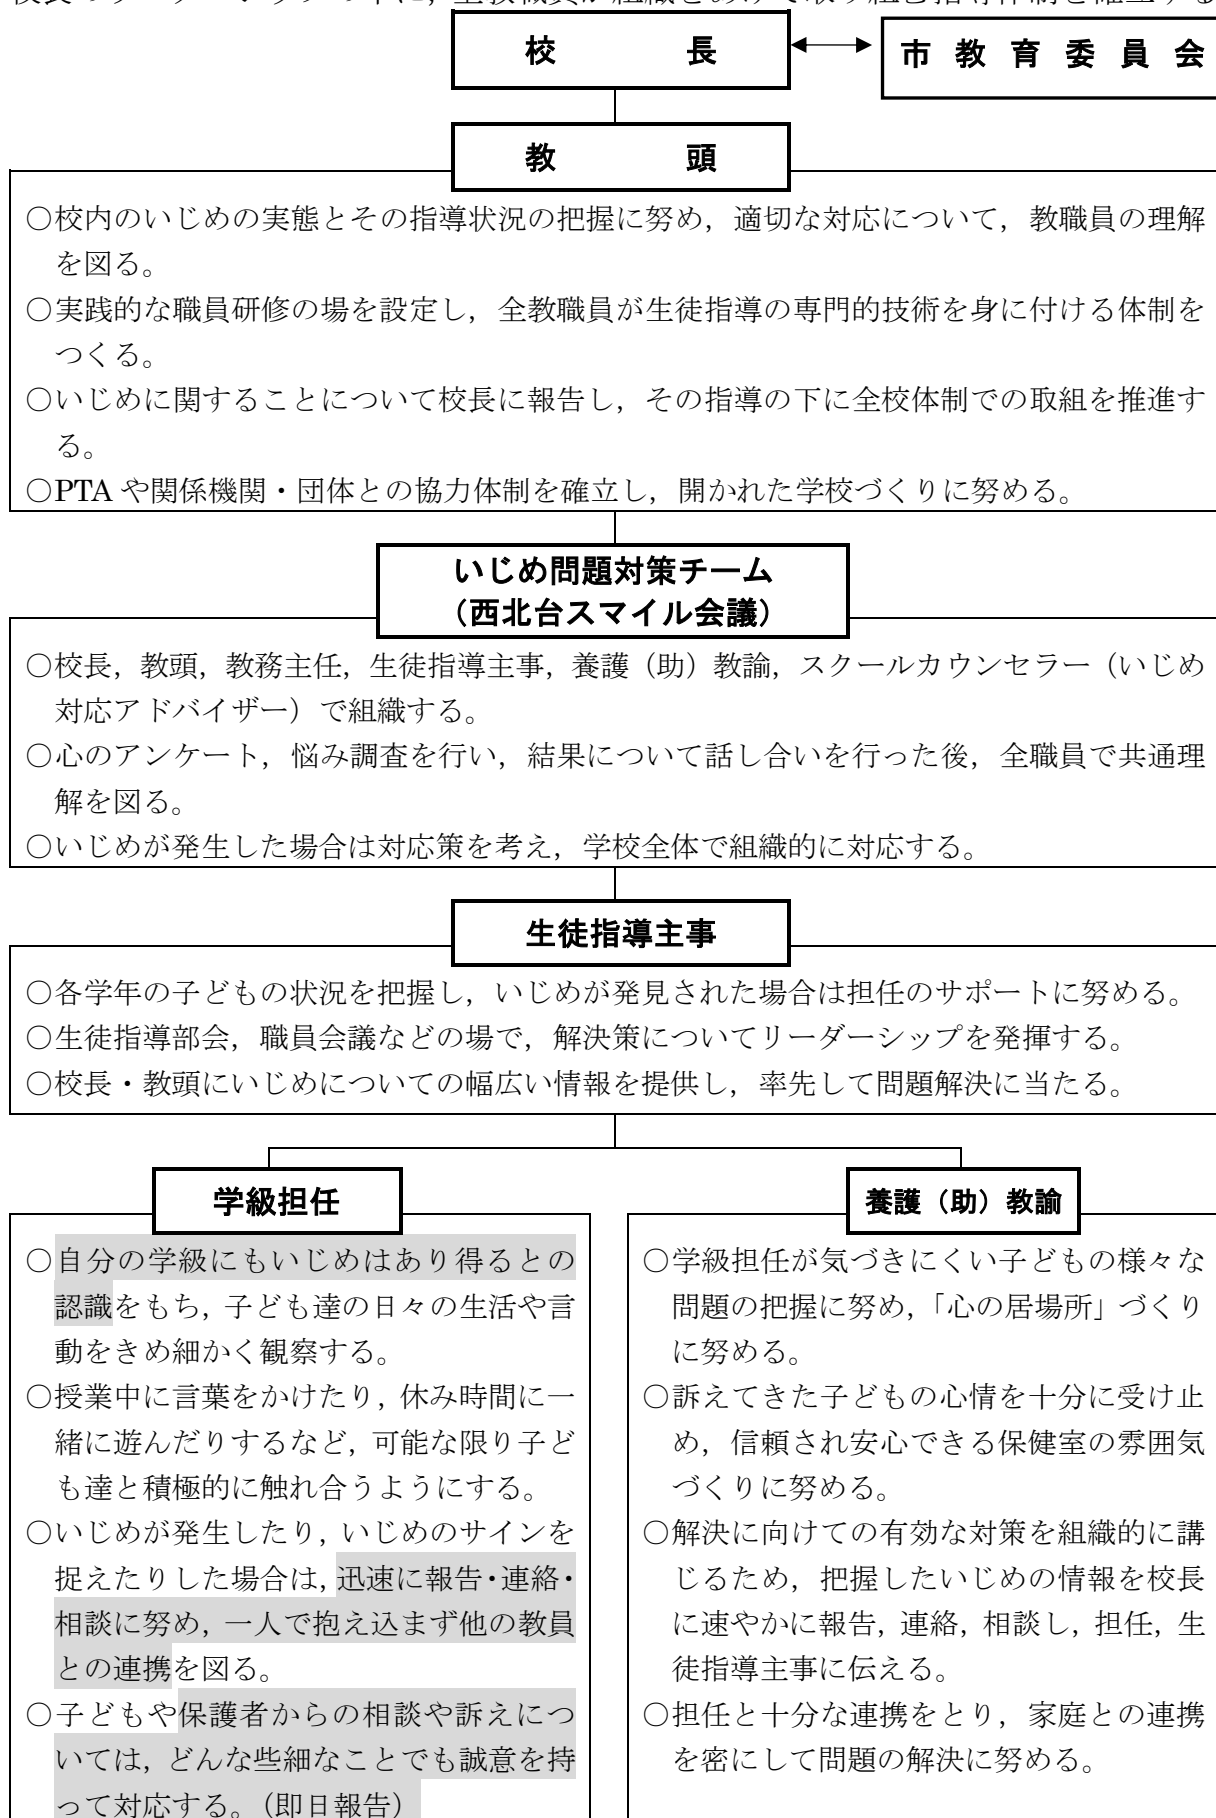 校　　　長
市 教 育 委 員 会
教　　　頭
○校内のいじめの実態とその指導状況の把握に努め，適切な対応について，教職員の理解
を図る。
○実践的な職員研修の場を設定し，全教職員が生徒指導の専門的技術を身に付ける体制を
つくる。
○いじめに関することについて校長に報告し，その指導の下に全校体制での取組を推進す
る。
○PTA や関係機関・団体との協力体制を確立し，開かれた学校づくりに努める。
いじめ問題対策チーム
（西北台スマイル会議）
○校長，教頭，教務主任，生徒指導主事，養護（助）教諭，スクールカウンセラー（いじめ
対応アドバイザー）で組織する。
○心のアンケート，悩み調査を行い，結果について話し合いを行った後，全職員で共通理
解を図る。
○いじめが発生した場合は対応策を考え，学校全体で組織的に対応する。
生徒指導主事
○各学年の子どもの状況を把握し，いじめが発見された場合は担任のサポートに努める。
○生徒指導部会，職員会議などの場で，解決策についてリーダーシップを発揮する。
○校長・教頭にいじめについての幅広い情報を提供し，率先して問題解決に当たる。
学級担任
○自分の学級にもいじめはあり得るとの
認識をもち，子ども達の日々の生活や言
動をきめ細かく観察する。
○授業中に言葉をかけたり，休み時間に一
緒に遊んだりするなど，可能な限り子ど
も達と積極的に触れ合うようにする。
○いじめが発生したり，いじめのサインを
捉えたりした場合は，迅速に報告・連絡・
相談に努め，一人で抱え込まず他の教員
との連携を図る。
○子どもや保護者からの相談や訴えにつ
いては，どんな些細なことでも誠意を持
って対応する。（即日報告）
養護（助）教諭
○学級担任が気づきにくい子どもの様々な
問題の把握に努め，「心の居場所」づくり
に努める。
○訴えてきた子どもの心情を十分に受け止
め，信頼され安心できる保健室の雰囲気
づくりに努める。
○解決に向けての有効な対策を組織的に講
じるため，把握したいじめの情報を校長
に速やかに報告，連絡，相談し，担任，生
徒指導主事に伝える。
○担任と十分な連携をとり，家庭との連携
を密にして問題の解決に努める。